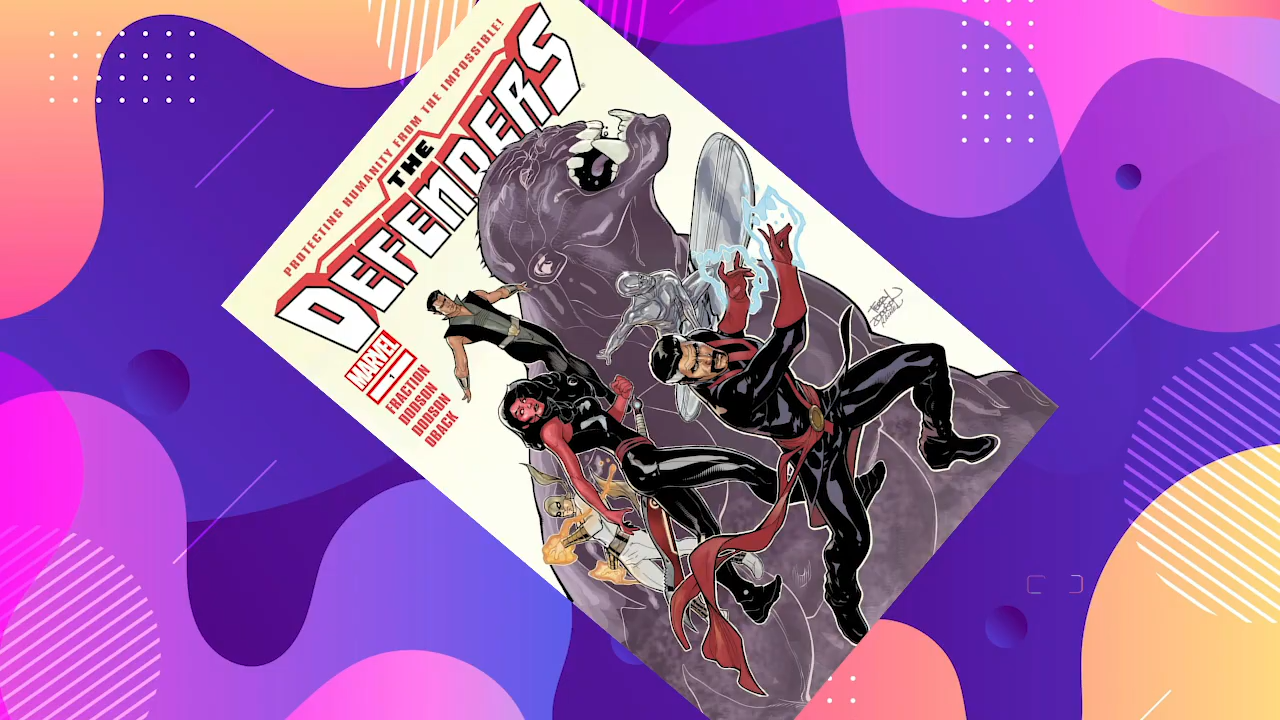 PROTECTING HUMANITY FROM THE IMPOSSIBLE!
THE
DEFENDERS
MARVEL
1
FRACTION
DODSON
DODSON
OBACK